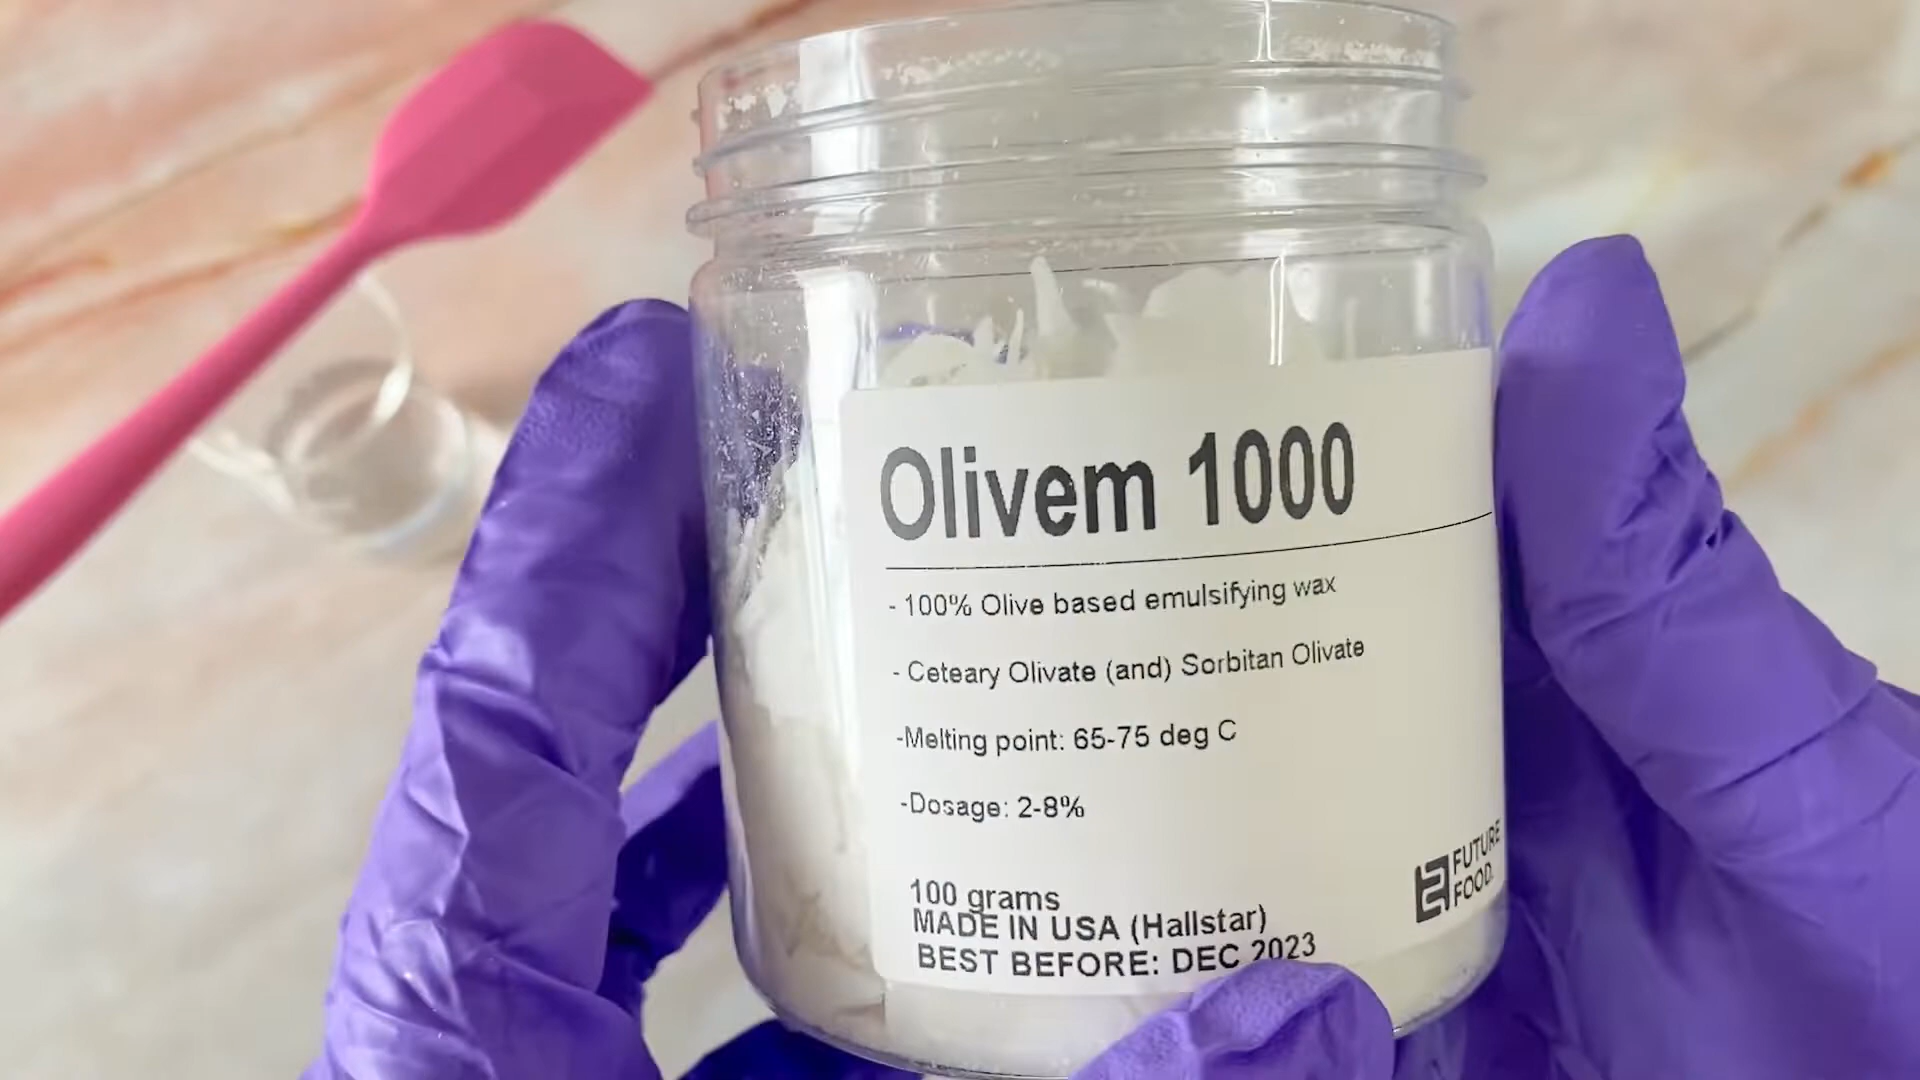 Olivem 1000
- 100% Olive based emulsifying wax
- Ceteary Olivate (and) Sorbitan Olivate
-Melting point: 65-75 deg C
-Dosage: 2-8%
100 grams
MADE IN USA (Hallstar)
BEST BEFORE: DEC 2023
FUTURE
FOOD.